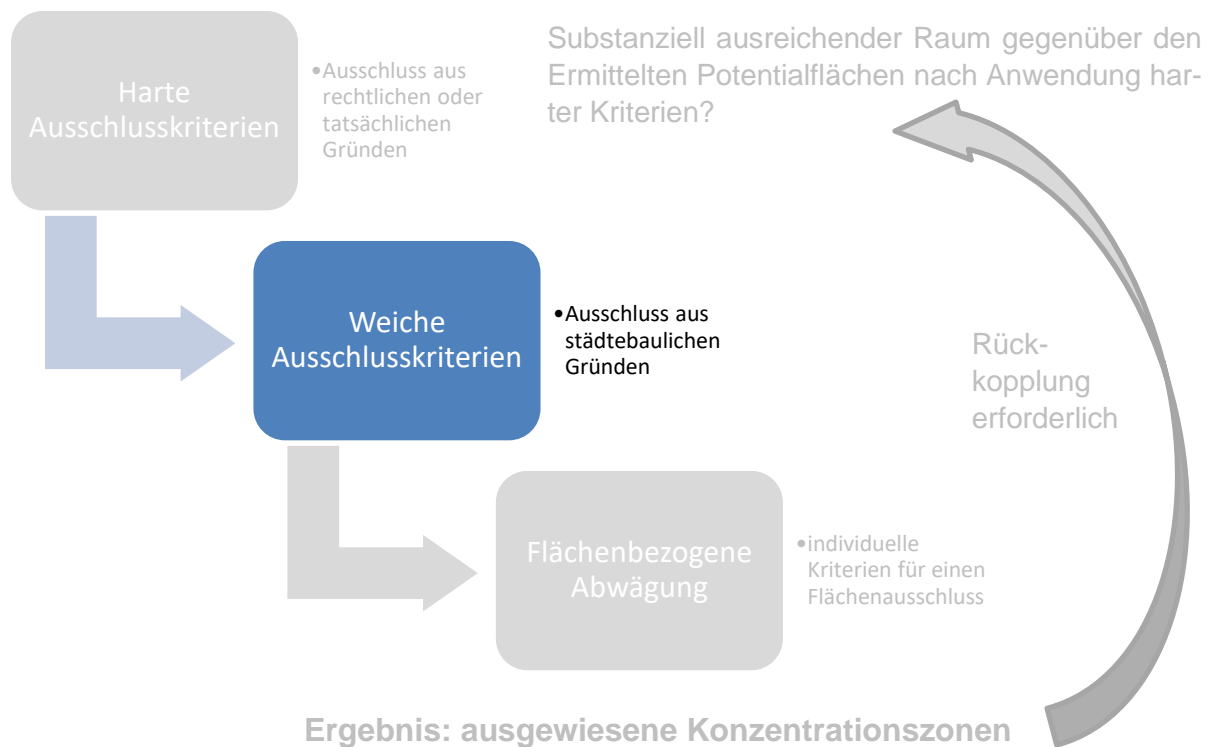 Harte
Ausschlusskriterien
•Ausschluss aus
rechtlichen oder
tatsächlichen
Gründen
Substanziell ausreichender Raum gegenüber den
Ermittelten Potentialflächen nach Anwendung har-
ter Kriterien?
Weiche
Ausschlusskriterien
•Ausschluss aus
städtebaulichen
Gründen
Rück-
kopplung
erforderlich
Flächenbezogene
Abwägung
•individuelle
Kriterien für einen
Flächenausschluss
Ergebnis: ausgewiesene Konzentrationszonen